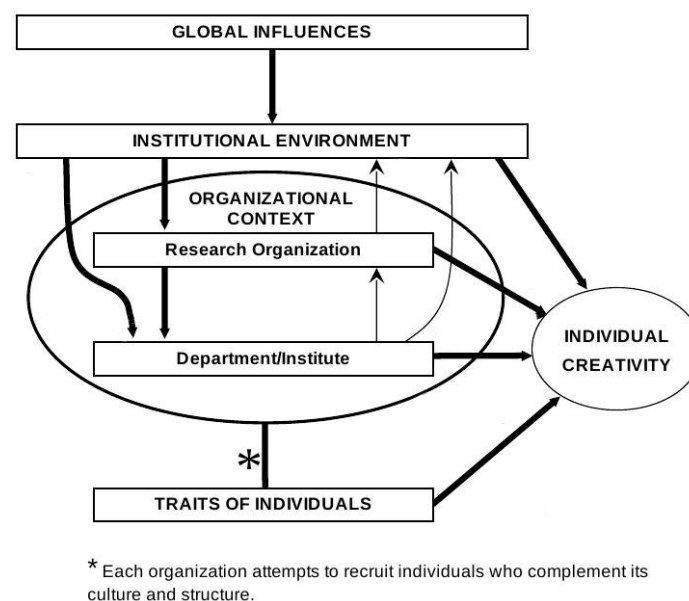 GLOBAL INFLUENCES
INSTITUTIONAL ENVIRONMENT
ORGANIZATIONAL
CONTEXT
Research Organization
Department/Institute
INDIVIDUAL
CREATIVITY
*
TRAITS OF INDIVIDUALS
* Each organization attempts to recruit individuals who complement its
culture and structure.